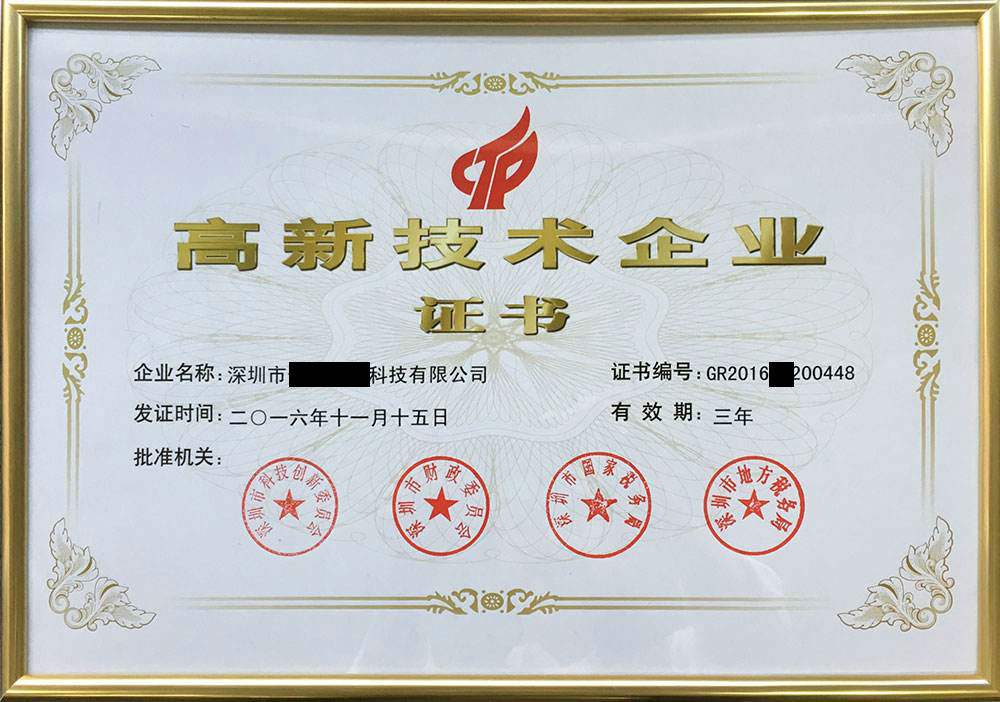 CTP
高新技术企业
证书
企业名称:深圳市 科技有限公司
证书编号:GR2016 200448
发证时间:二〇一六年十一月十五日
有效期:三年
批准机关:
深圳市科技创新委员会
深圳市财政委员会
深圳市国家税务局
深圳市地方税务局